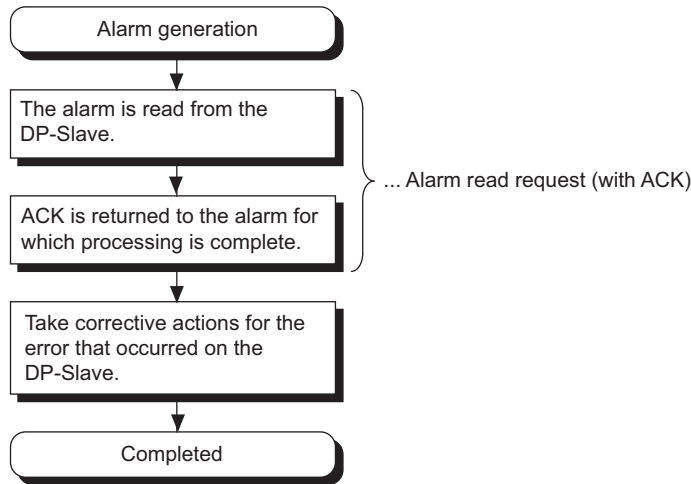 Alarm generation
The alarm is read from the
DP-Slave.
... Alarm read request (with ACK)
ACK is returned to the alarm for
which processing is complete.
Take corrective actions for the
error that occurred on the
DP-Slave.
Completed